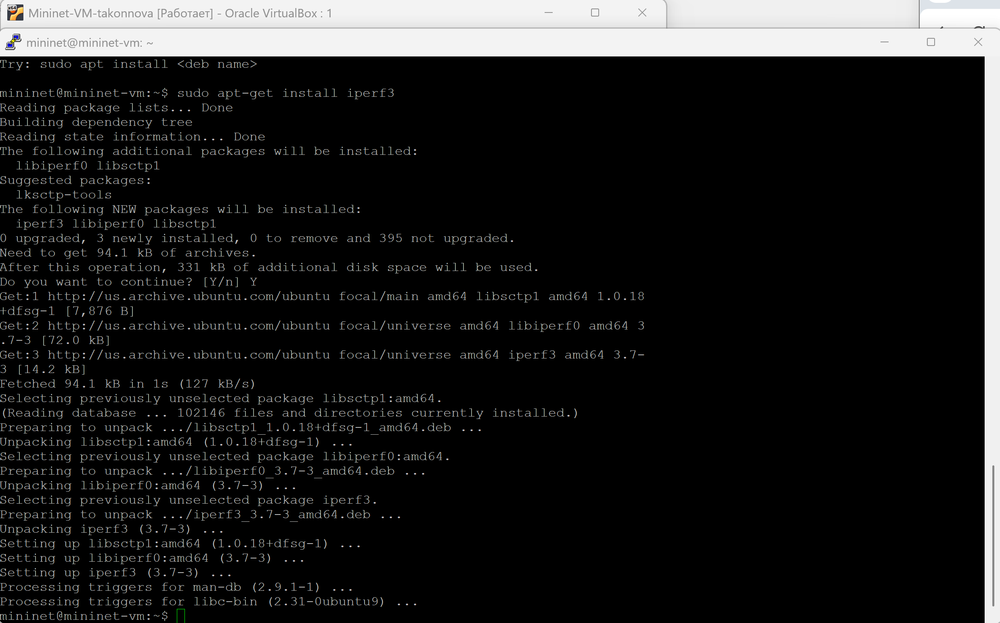 Mininet-VM-takonnova [Работает] - Oracle VirtualBox : 1
mininet@mininet-vm: ~
Try: sudo apt install <deb name>
mininet@mininet-vm:~$ sudo apt-get install iperf3
Reading package lists... Done
Building dependency tree
Reading state information... Done
The following additional packages will be installed:
  libiperf0 libsctp1
Suggested packages:
  lksctp-tools
The following NEW packages will be installed:
  iperf3 libiperf0 libsctp1
0 upgraded, 3 newly installed, 0 to remove and 395 not upgraded.
Need to get 94.1 kB of archives.
After this operation, 331 kB of additional disk space will be used.
Do you want to continue? [Y/n] Y
Get:1 http://us.archive.ubuntu.com/ubuntu focal/main amd64 libsctp1 amd64 1.0.18
+dfsg-1 [7,876 B]
Get:2 http://us.archive.ubuntu.com/ubuntu focal/universe amd64 libiperf0 amd64 3
.7-3 [72.0 kB]
Get:3 http://us.archive.ubuntu.com/ubuntu focal/universe amd64 iperf3 amd64 3.7-
3 [14.2 kB]
Fetched 94.1 kB in 1s (127 kB/s)
Selecting previously unselected package libsctp1:amd64.
(Reading database ... 102146 files and directories currently installed.)
Preparing to unpack .../libsctp1_1.0.18+dfsg-1_amd64.deb ...
Unpacking libsctp1:amd64 (1.0.18+dfsg-1) ...
Selecting previously unselected package libiperf0:amd64.
Preparing to unpack .../libiperf0_3.7-3_amd64.deb ...
Unpacking libiperf0:amd64 (3.7-3) ...
Selecting previously unselected package iperf3.
Preparing to unpack .../iperf3_3.7-3_amd64.deb ...
Unpacking iperf3 (3.7-3) ...
Setting up libsctp1:amd64 (1.0.18+dfsg-1) ...
Setting up libiperf0:amd64 (3.7-3) ...
Setting up iperf3 (3.7-3) ...
Processing triggers for man-db (2.9.1-1) ...
Processing triggers for libc-bin (2.31-0ubuntu9) ...
mininet@mininet-vm:~$